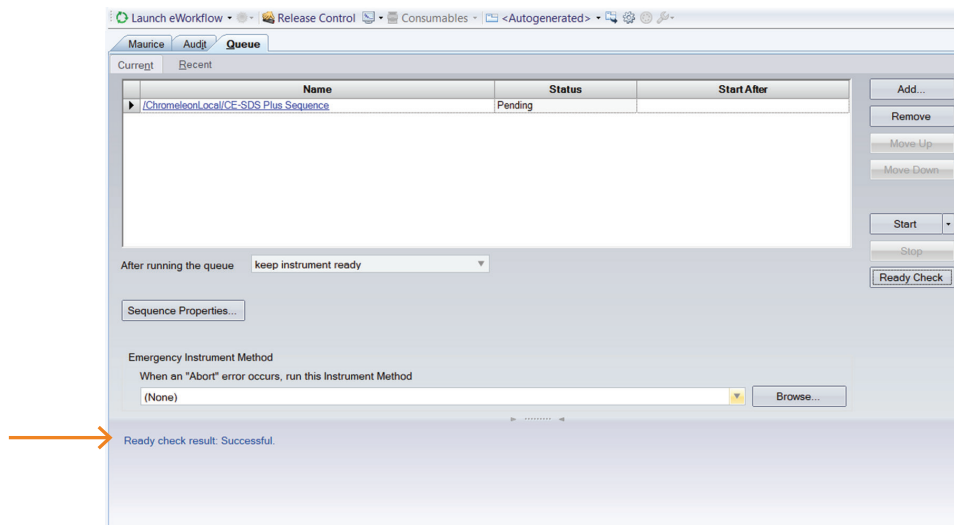 Launch eWorkflow Release Control Consumables <Autogenerated>
Maurice Audit Queue
Current Recent
Name Status Start After
/ChromeleonLocal/CE-SDS Plus Sequence Pending
Add...
Remove
Move Up
Move Down
Start
Stop
Ready Check
After running the queue keep instrument ready
Sequence Properties...
Emergency Instrument Method
When an "Abort" error occurs, run this Instrument Method
(None) Browse...
Ready check result: Successful.